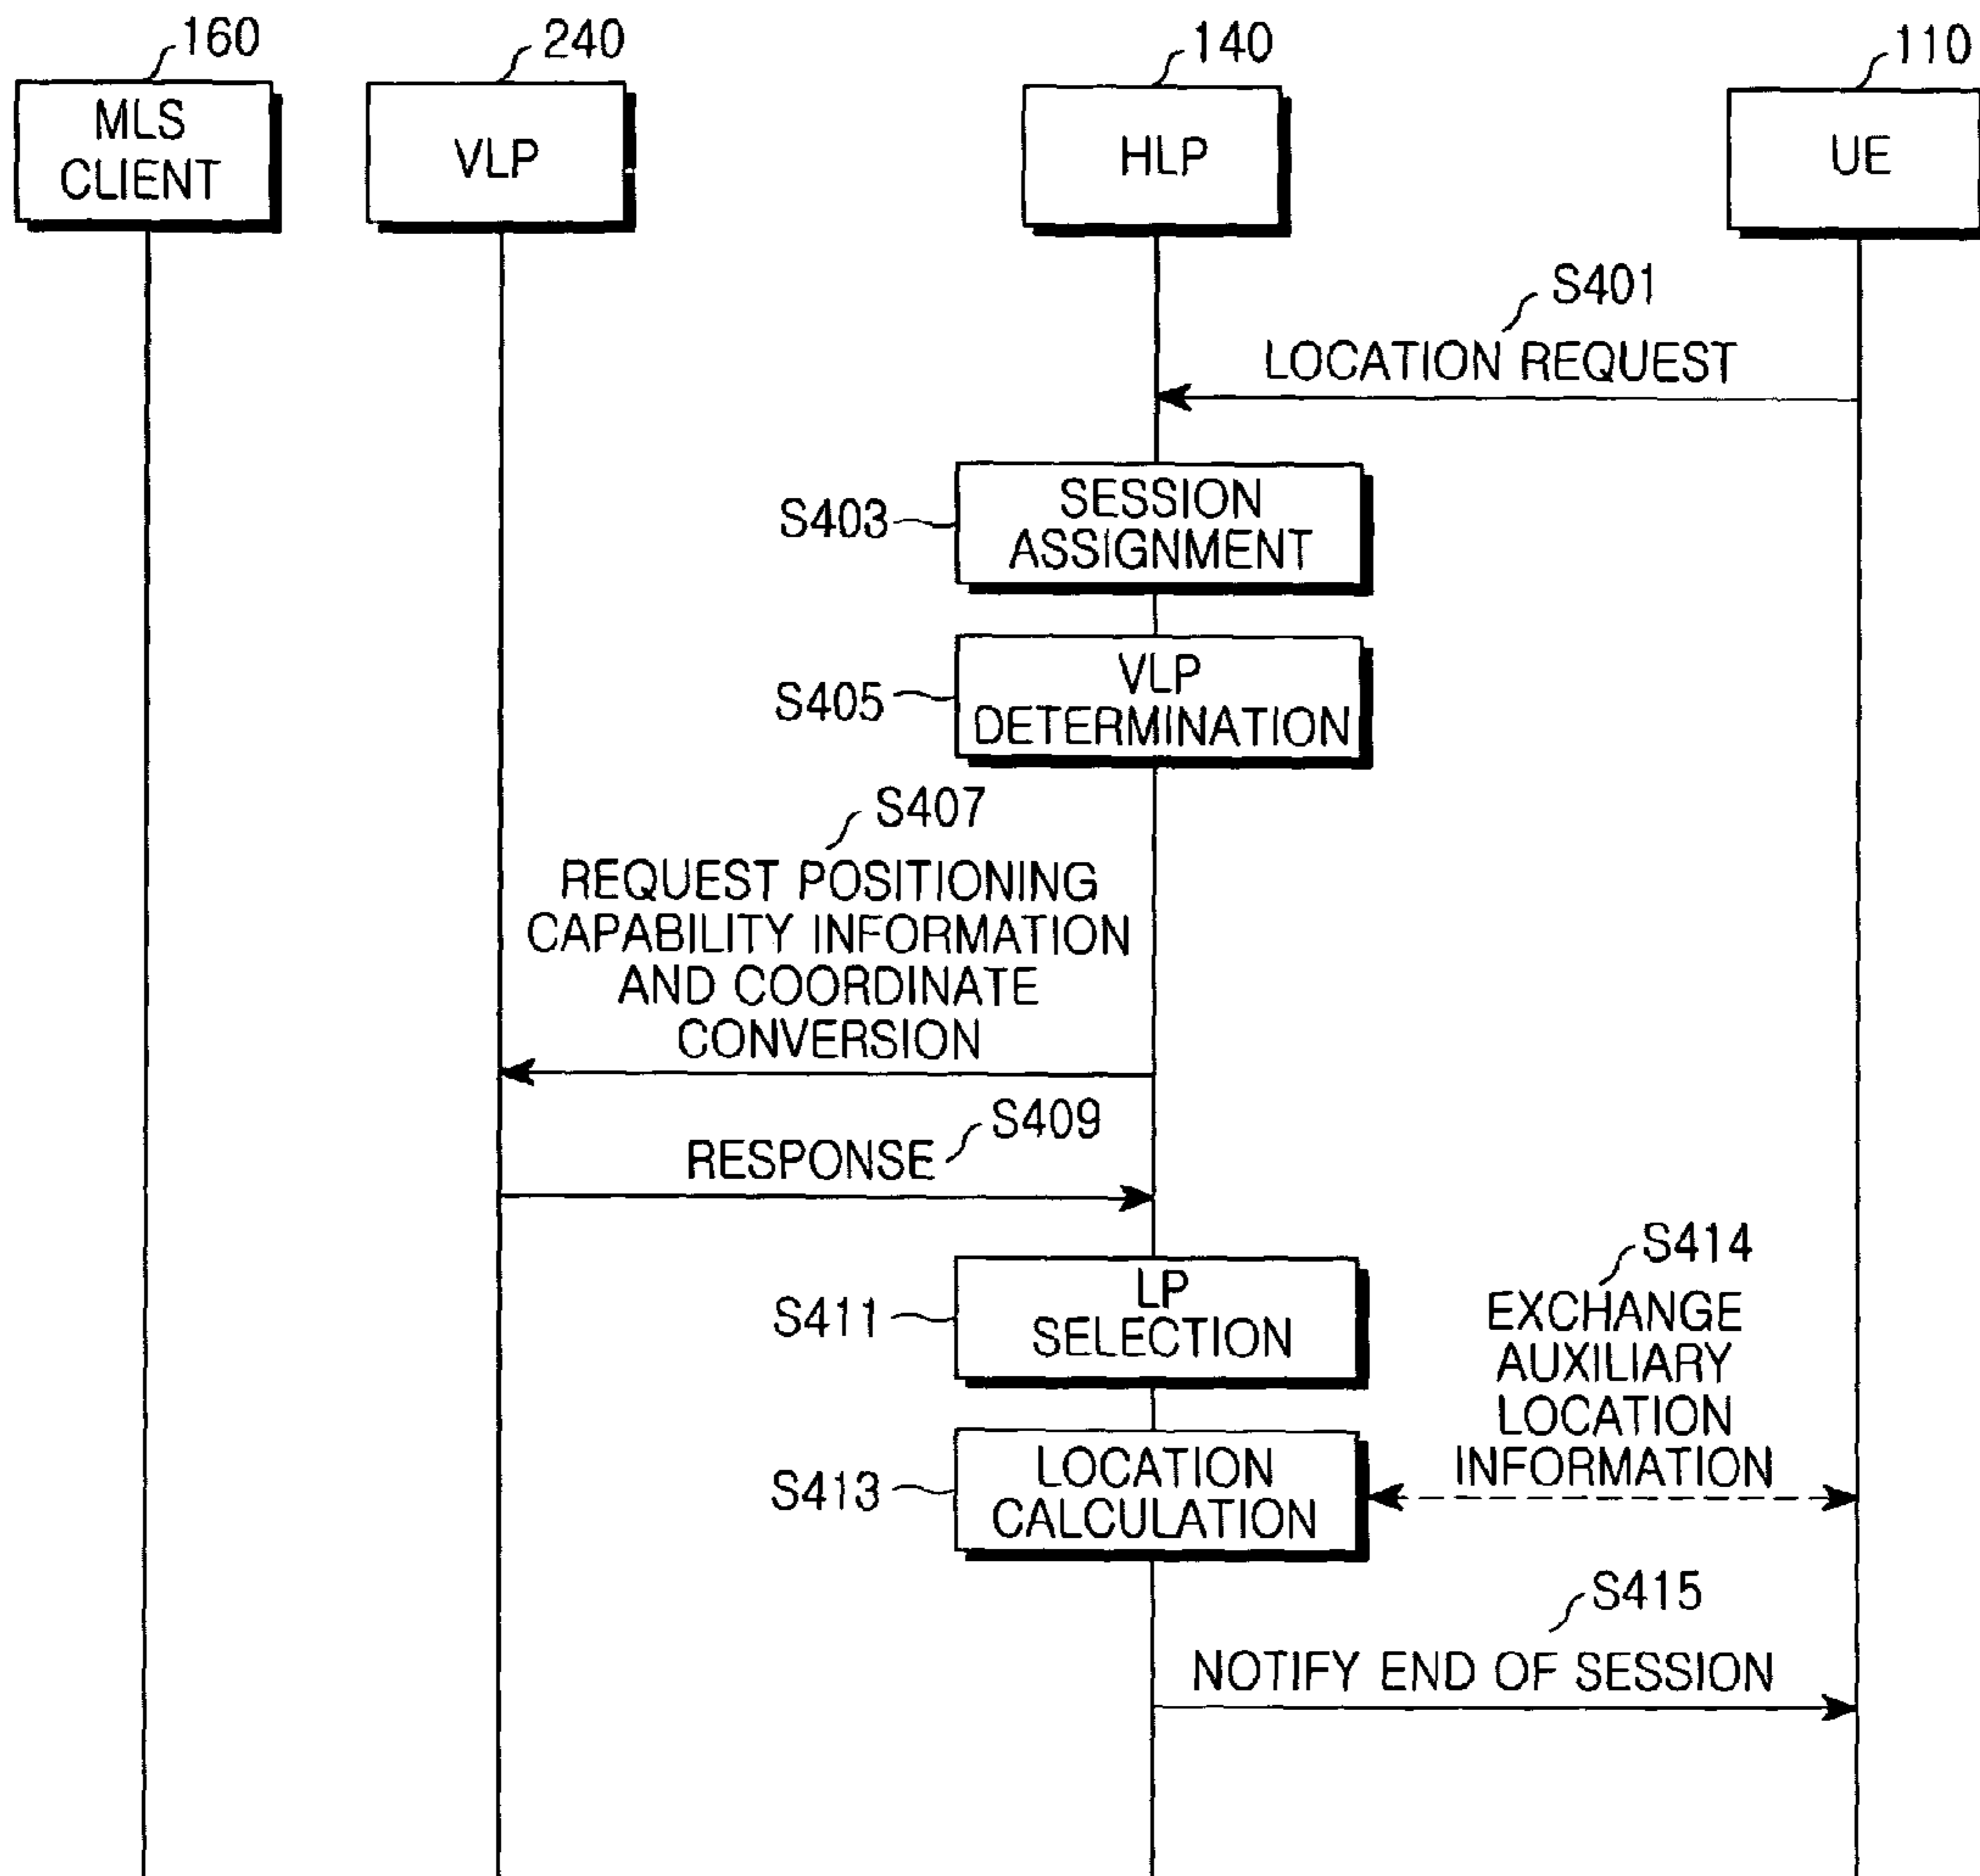 160
240
140
110
MLS
CLIENT
VLP
HLP
UE
S401
LOCATION REQUEST
S403
SESSION
ASSIGNMENT
S405
VLP
DETERMINATION
S407
REQUEST POSITIONING
CAPABILITY INFORMATION
AND COORDINATE
CONVERSION
S409
RESPONSE
S411
LP
SELECTION
S414
EXCHANGE
AUXILIARY
LOCATION
INFORMATION
S413
LOCATION
CALCULATION
S415
NOTIFY END OF SESSION